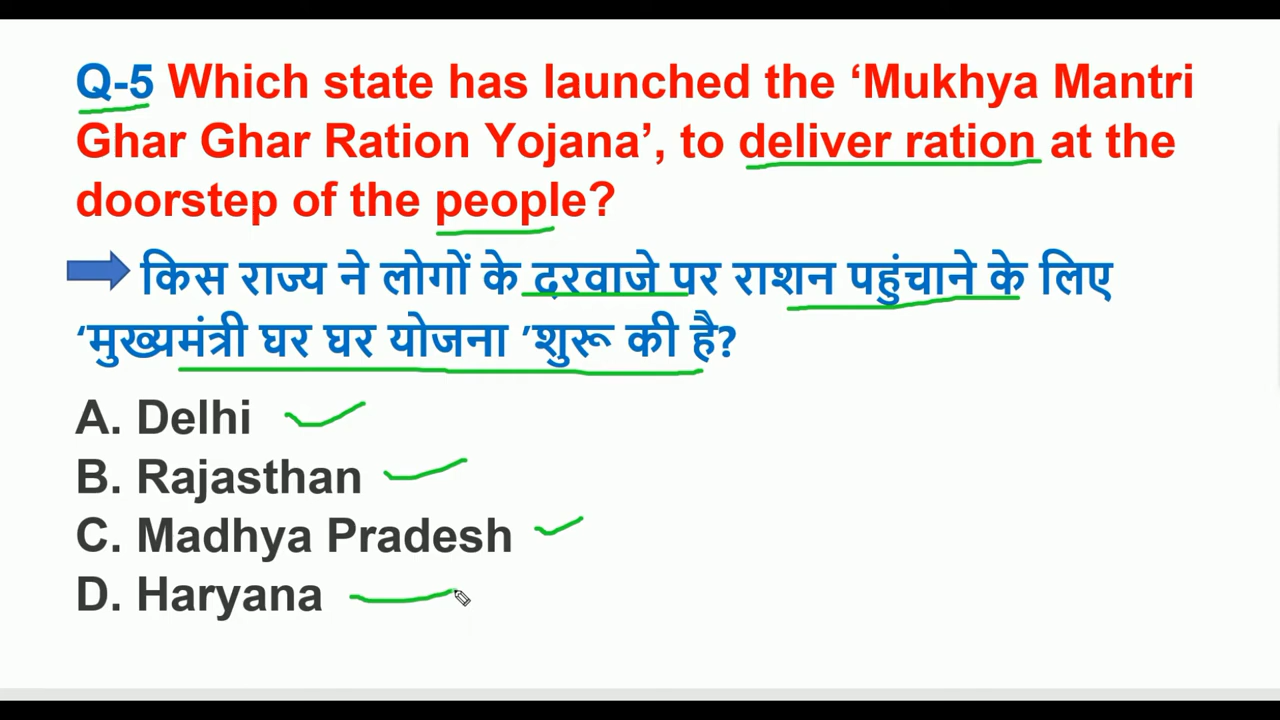 Q-5 Which state has launched the ‘Mukhya Mantri
Ghar Ghar Ration Yojana’, to deliver ration at the
doorstep of the people?
किस राज्य ने लोगों के दरवाजे पर राशन पहुंचाने के लिए
‘मुख्यमंत्री घर घर योजना ’शुरू की है?
A. Delhi
B. Rajasthan
C. Madhya Pradesh
D. Haryana